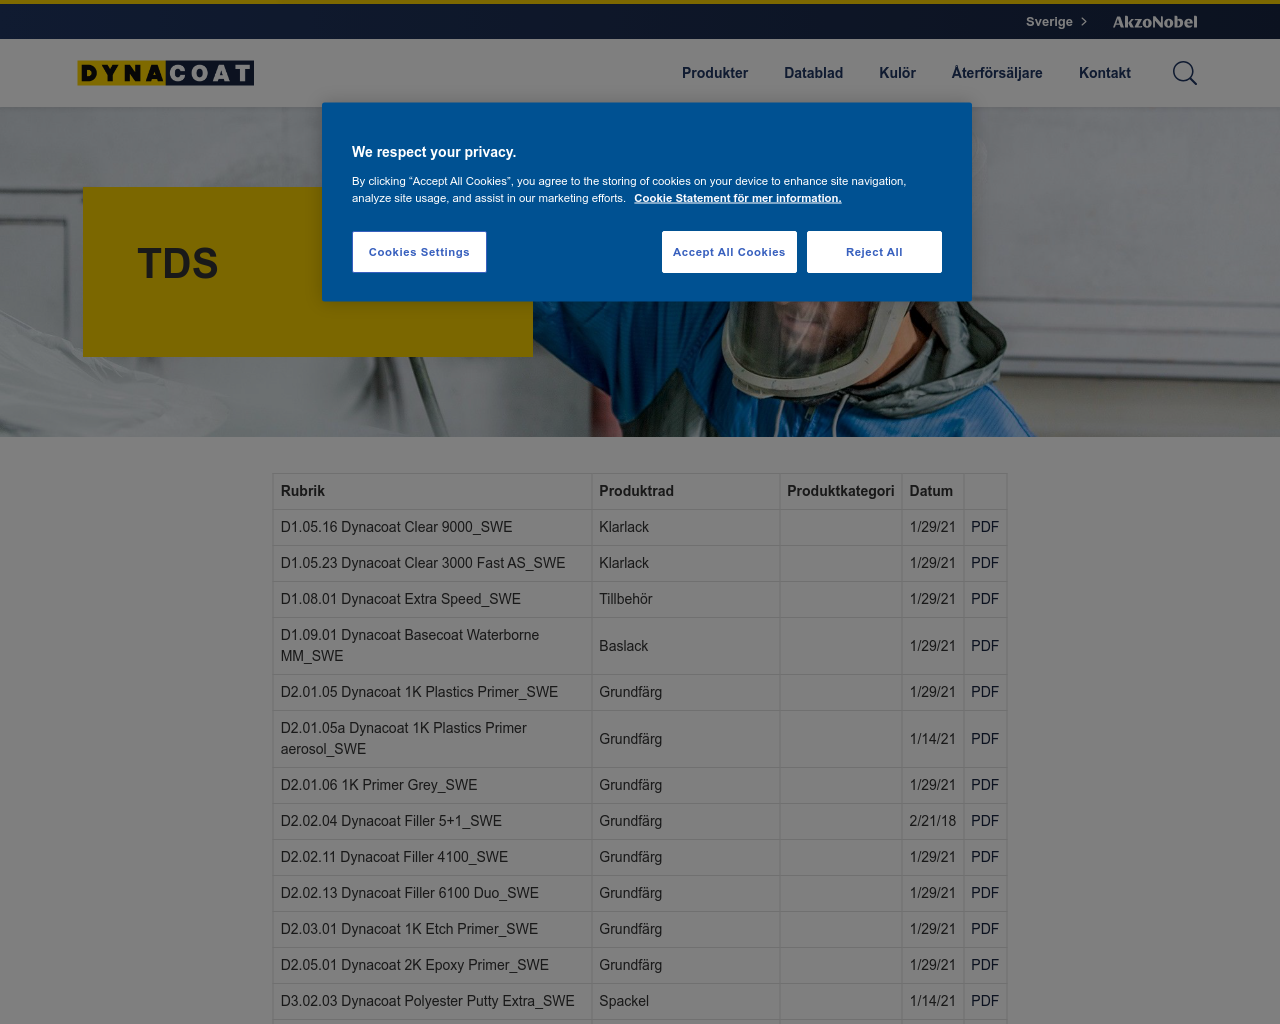 Sverige
AkzoNobel
DYNACOAT
Produkter
Datablad
Kulör
Återförsäljare
Kontakt
We respect your privacy.
By clicking “Accept All Cookies”, you agree to the storing of cookies on your device to enhance site navigation,
analyze site usage, and assist in our marketing efforts. Cookie Statement för mer information.
Cookies Settings
Accept All Cookies
Reject All
TDS
Rubrik Produktrad Produktkategori Datum
D1.05.16 Dynacoat Clear 9000_SWE Klarlack 1/29/21 PDF
D1.05.23 Dynacoat Clear 3000 Fast AS_SWE Klarlack 1/29/21 PDF
D1.08.01 Dynacoat Extra Speed_SWE Tillbehör 1/29/21 PDF
D1.09.01 Dynacoat Basecoat Waterborne
MM_SWE Baslack 1/29/21 PDF
D2.01.05 Dynacoat 1K Plastics Primer_SWE Grundfärg 1/29/21 PDF
D2.01.05a Dynacoat 1K Plastics Primer
aerosol_SWE Grundfärg 1/14/21 PDF
D2.01.06 1K Primer Grey_SWE Grundfärg 1/29/21 PDF
D2.02.04 Dynacoat Filler 5+1_SWE Grundfärg 2/21/18 PDF
D2.02.11 Dynacoat Filler 4100_SWE Grundfärg 1/29/21 PDF
D2.02.13 Dynacoat Filler 6100 Duo_SWE Grundfärg 1/29/21 PDF
D2.03.01 Dynacoat 1K Etch Primer_SWE Grundfärg 1/29/21 PDF
D2.05.01 Dynacoat 2K Epoxy Primer_SWE Grundfärg 1/29/21 PDF
D3.02.03 Dynacoat Polyester Putty Extra_SWE Spackel 1/14/21 PDF